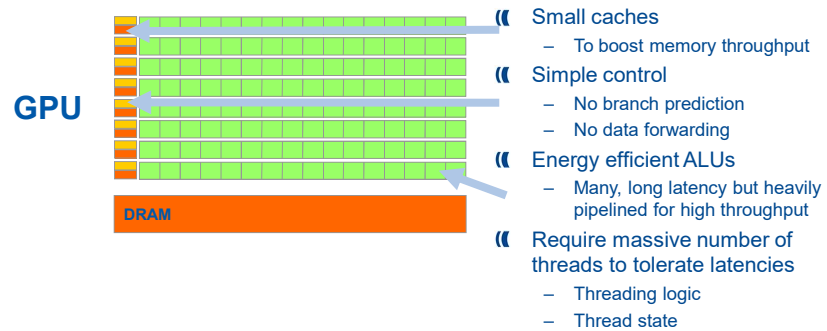 GPU
DRAM
Small caches
– To boost memory throughput
Simple control
– No branch prediction
– No data forwarding
Energy efficient ALUs
– Many, long latency but heavily
pipelined for high throughput
Require massive number of
threads to tolerate latencies
– Threading logic
– Thread state